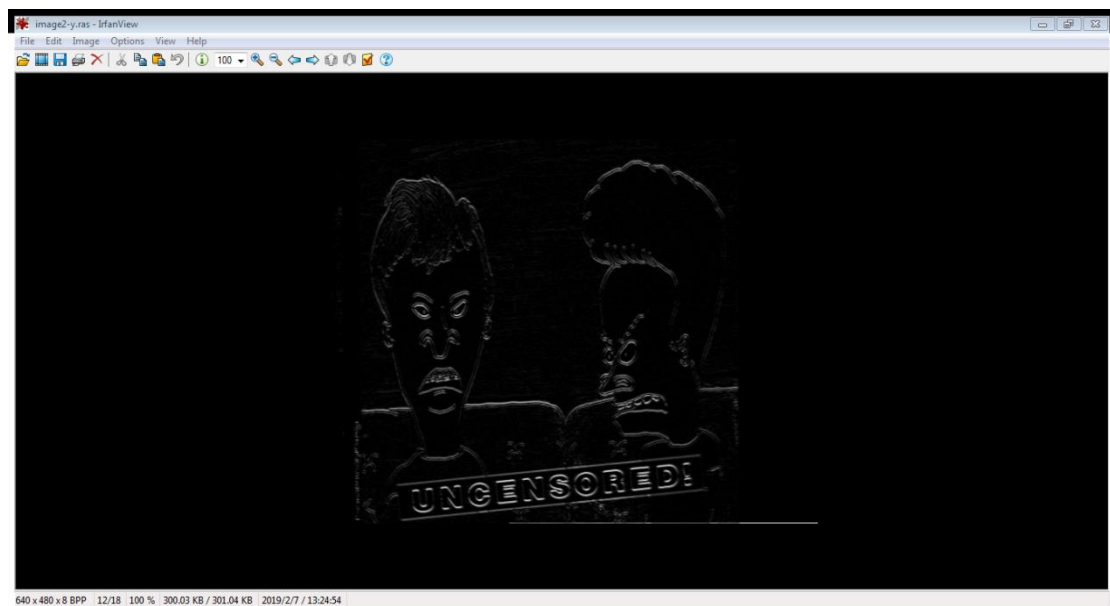 image2-y.ras - IrfanView
File Edit Image Options View Help
100
UNCENSORED!
640 x 480 x 8 BPP 12/18 100 % 300.03 KB / 301.04 KB 2019/2/7 / 13:24:54